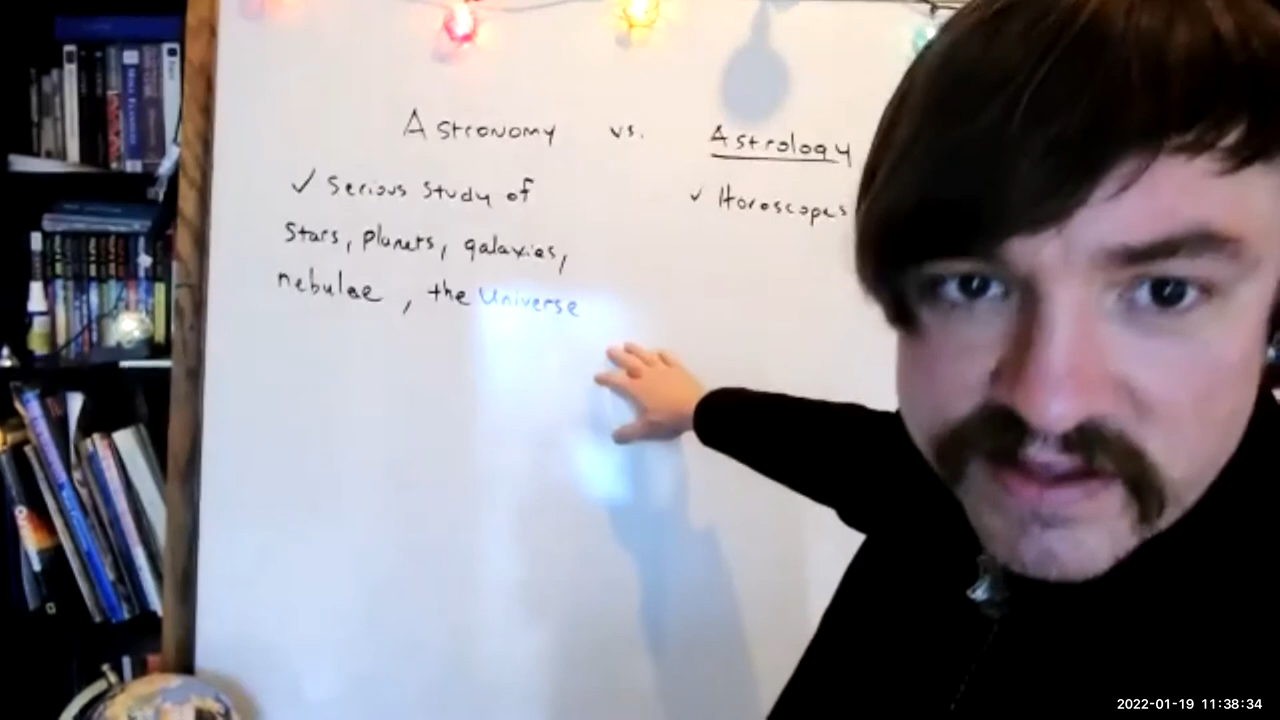 Astronomy vs. Astrology
✓ Serious study of
stars, planets, galaxies,
nebulae, the Universe
✓ Horoscopes
2022-01-19 11:38:34